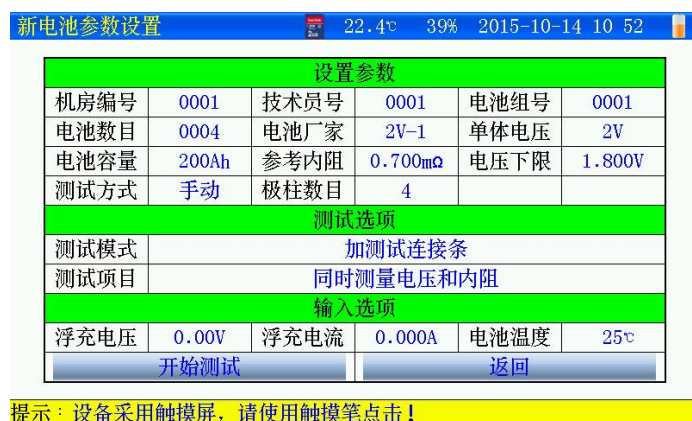 新电池参数设置 22.4℃ 39% 2015-10-14 10 52
设置参数
机房编号 0001 技术员号 0001 电池组号 0001
电池数目 0004 电池厂家 2V-1 单体电压 2V
电池容量 200Ah 参考内阻 0.700mΩ 电压下限 1.800V
测试方式 手动 极柱数目 4
测试选项
测试模式 加测试连接条
测试项目 同时测量电压和内阻
输入选项
浮充电压 0.00V 浮充电流 0.000A 电池温度 25℃
开始测试 返回
提示：设备采用触摸屏，请使用触摸笔点击！